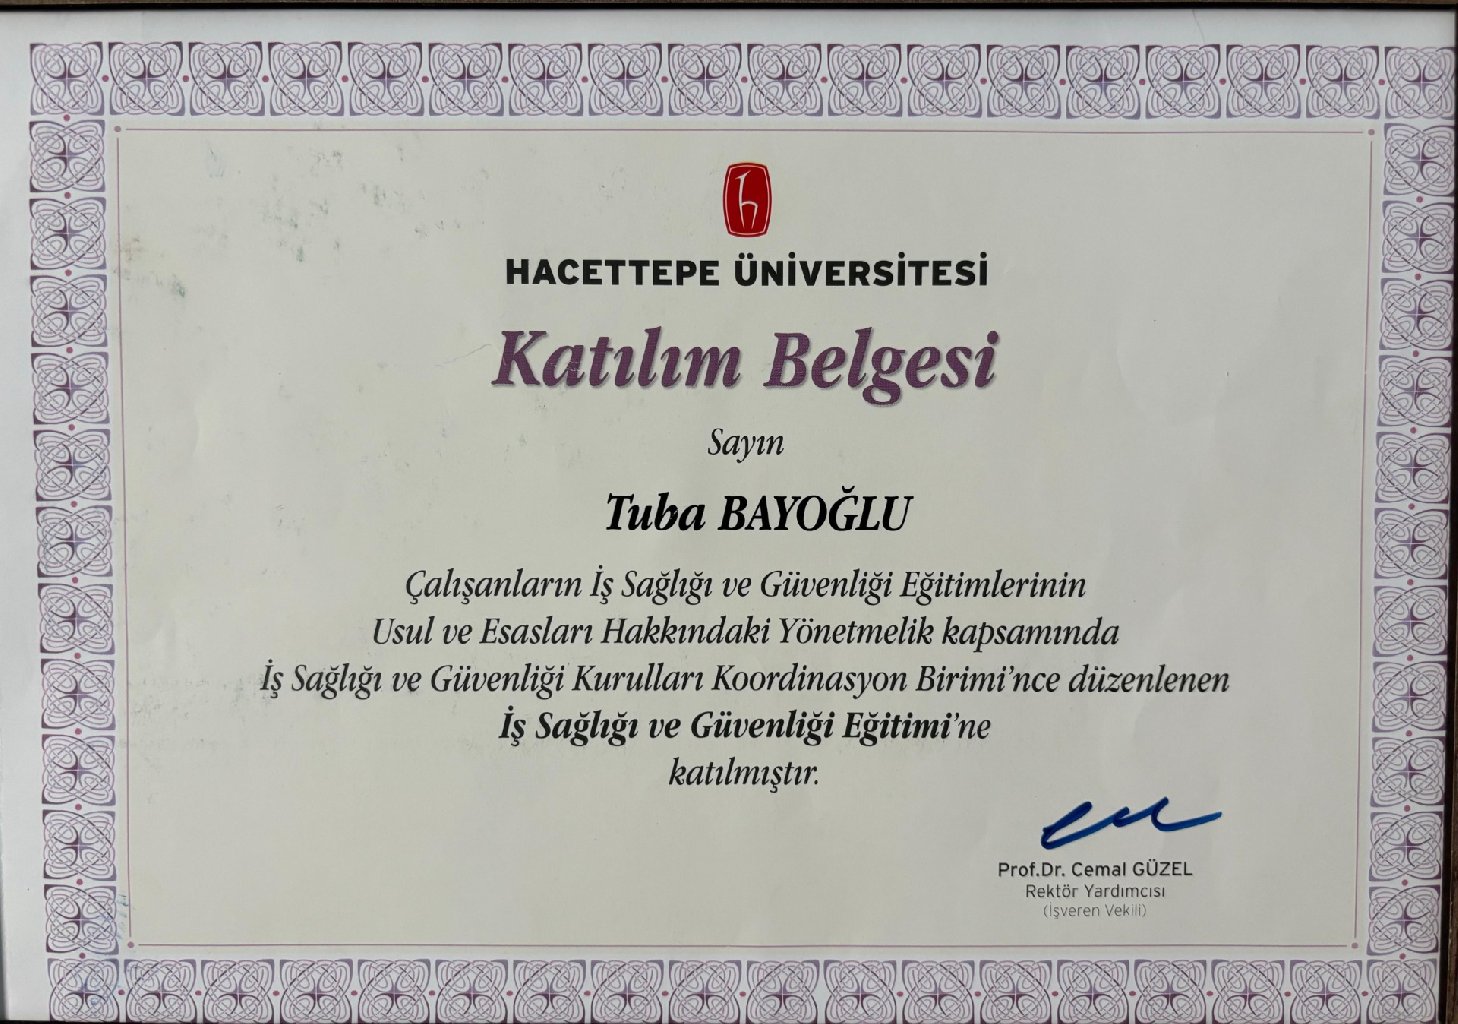 HACETTEPE ÜNİVERSİTESİ
Katılım Belgesi
Sayın
Tuba BAYOĞLU
Çalışanların İş Sağlığı ve Güvenliği Eğitimlerinin
Usul ve Esasları Hakkındaki Yönetmelik kapsamında
İş Sağlığı ve Güvenliği Kurulları Koordinasyon Birimi'nce düzenlenen
İş Sağlığı ve Güvenliği Eğitimi'ne
katılmıştır.
Prof.Dr. Cemal GÜZEL
Rektör Yardımcısı
(İşveren Vekili)